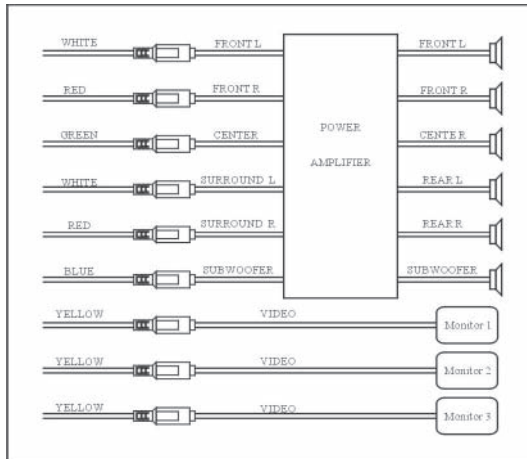 WHITE FRONT L FRONT L
RED FRONT R FRONT R
GREEN CENTER CENTER
POWER
AMPLIFIER
WHITE SURROUND L REAR L
RED SURROUND R REAR R
BLUE SUBWOOFER SUBWOOFER
YELLOW VIDEO Monitor 1
YELLOW VIDEO Monitor 2
YELLOW VIDEO Monitor 3